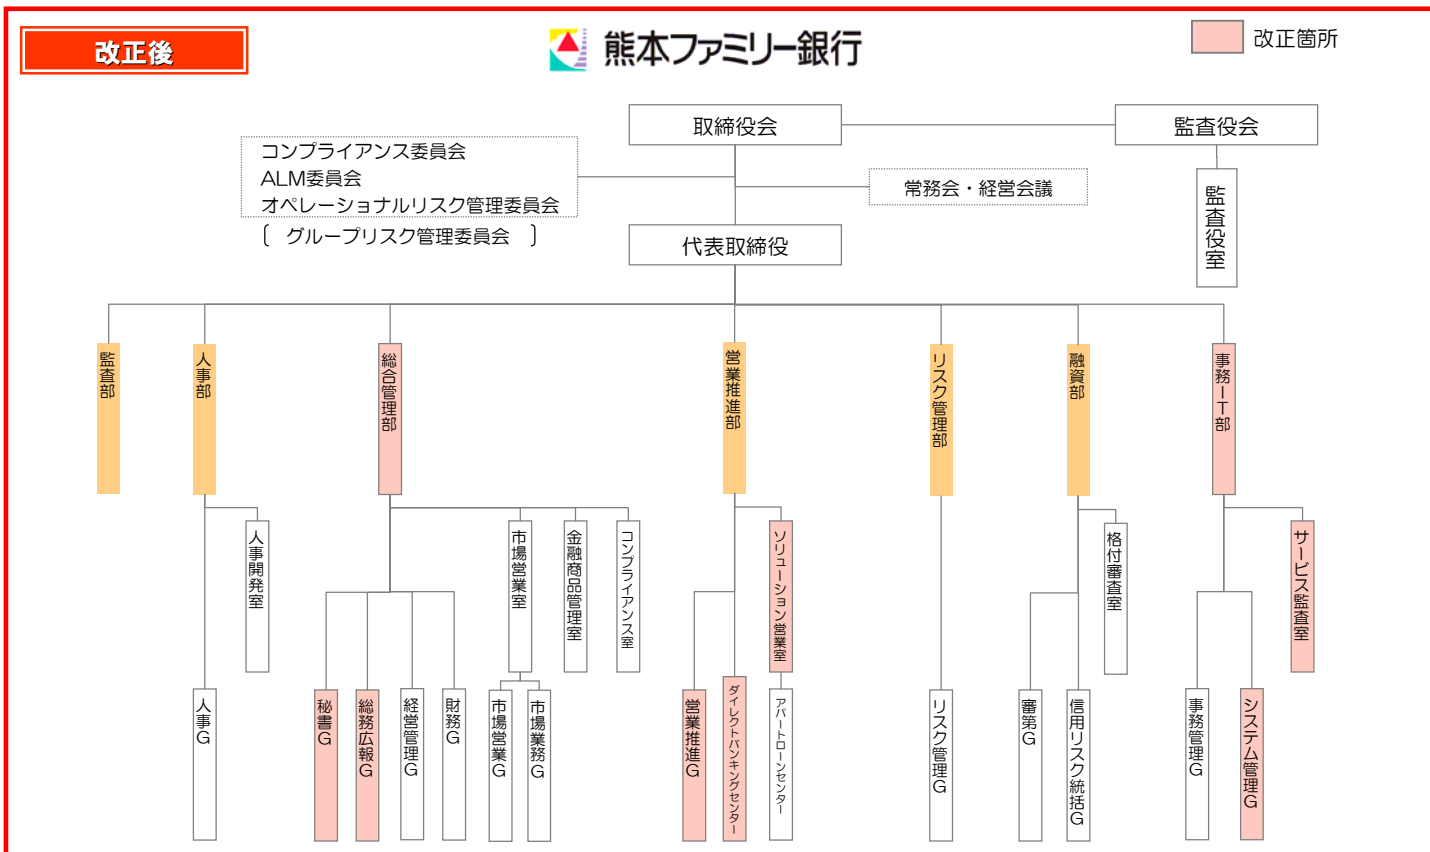 改正後
熊本ファミリー銀行
改正箇所
取締役会
監査役会
コンプライアンス委員会
ALM委員会
オペレーショナルリスク管理委員会
〔 グループリスク管理委員会 〕
常務会・経営会議
監査役室
代表取締役
監査部
人事部
総合管理部
営業推進部
リスク管理部
融資部
事務IT部
人事開発室
市場営業室
金融商品管理室
コンプライアンス室
ソリューション営業室
格付審査室
サービス監査室
人事G
秘書G
総務広報G
経営管理G
財務G
市場営業G
市場業務G
営業推進G
ダイレクトバンキングセンター
アパートローンセンター
リスク管理G
審第G
信用リスク統括G
事務管理G
システム管理G